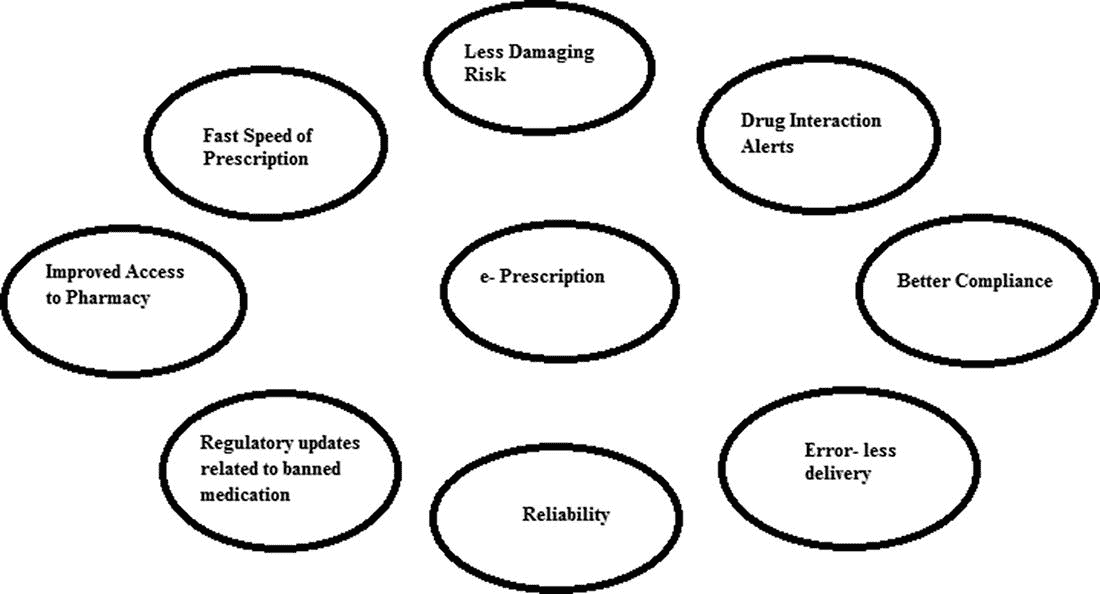 Less Damaging
Risk
Fast Speed of
Prescription
Drug Interaction
Alerts
Improved Access
to Pharmacy
e- Prescription
Better Compliance
Regulatory updates
related to banned
medication
Reliability
Error- less
delivery